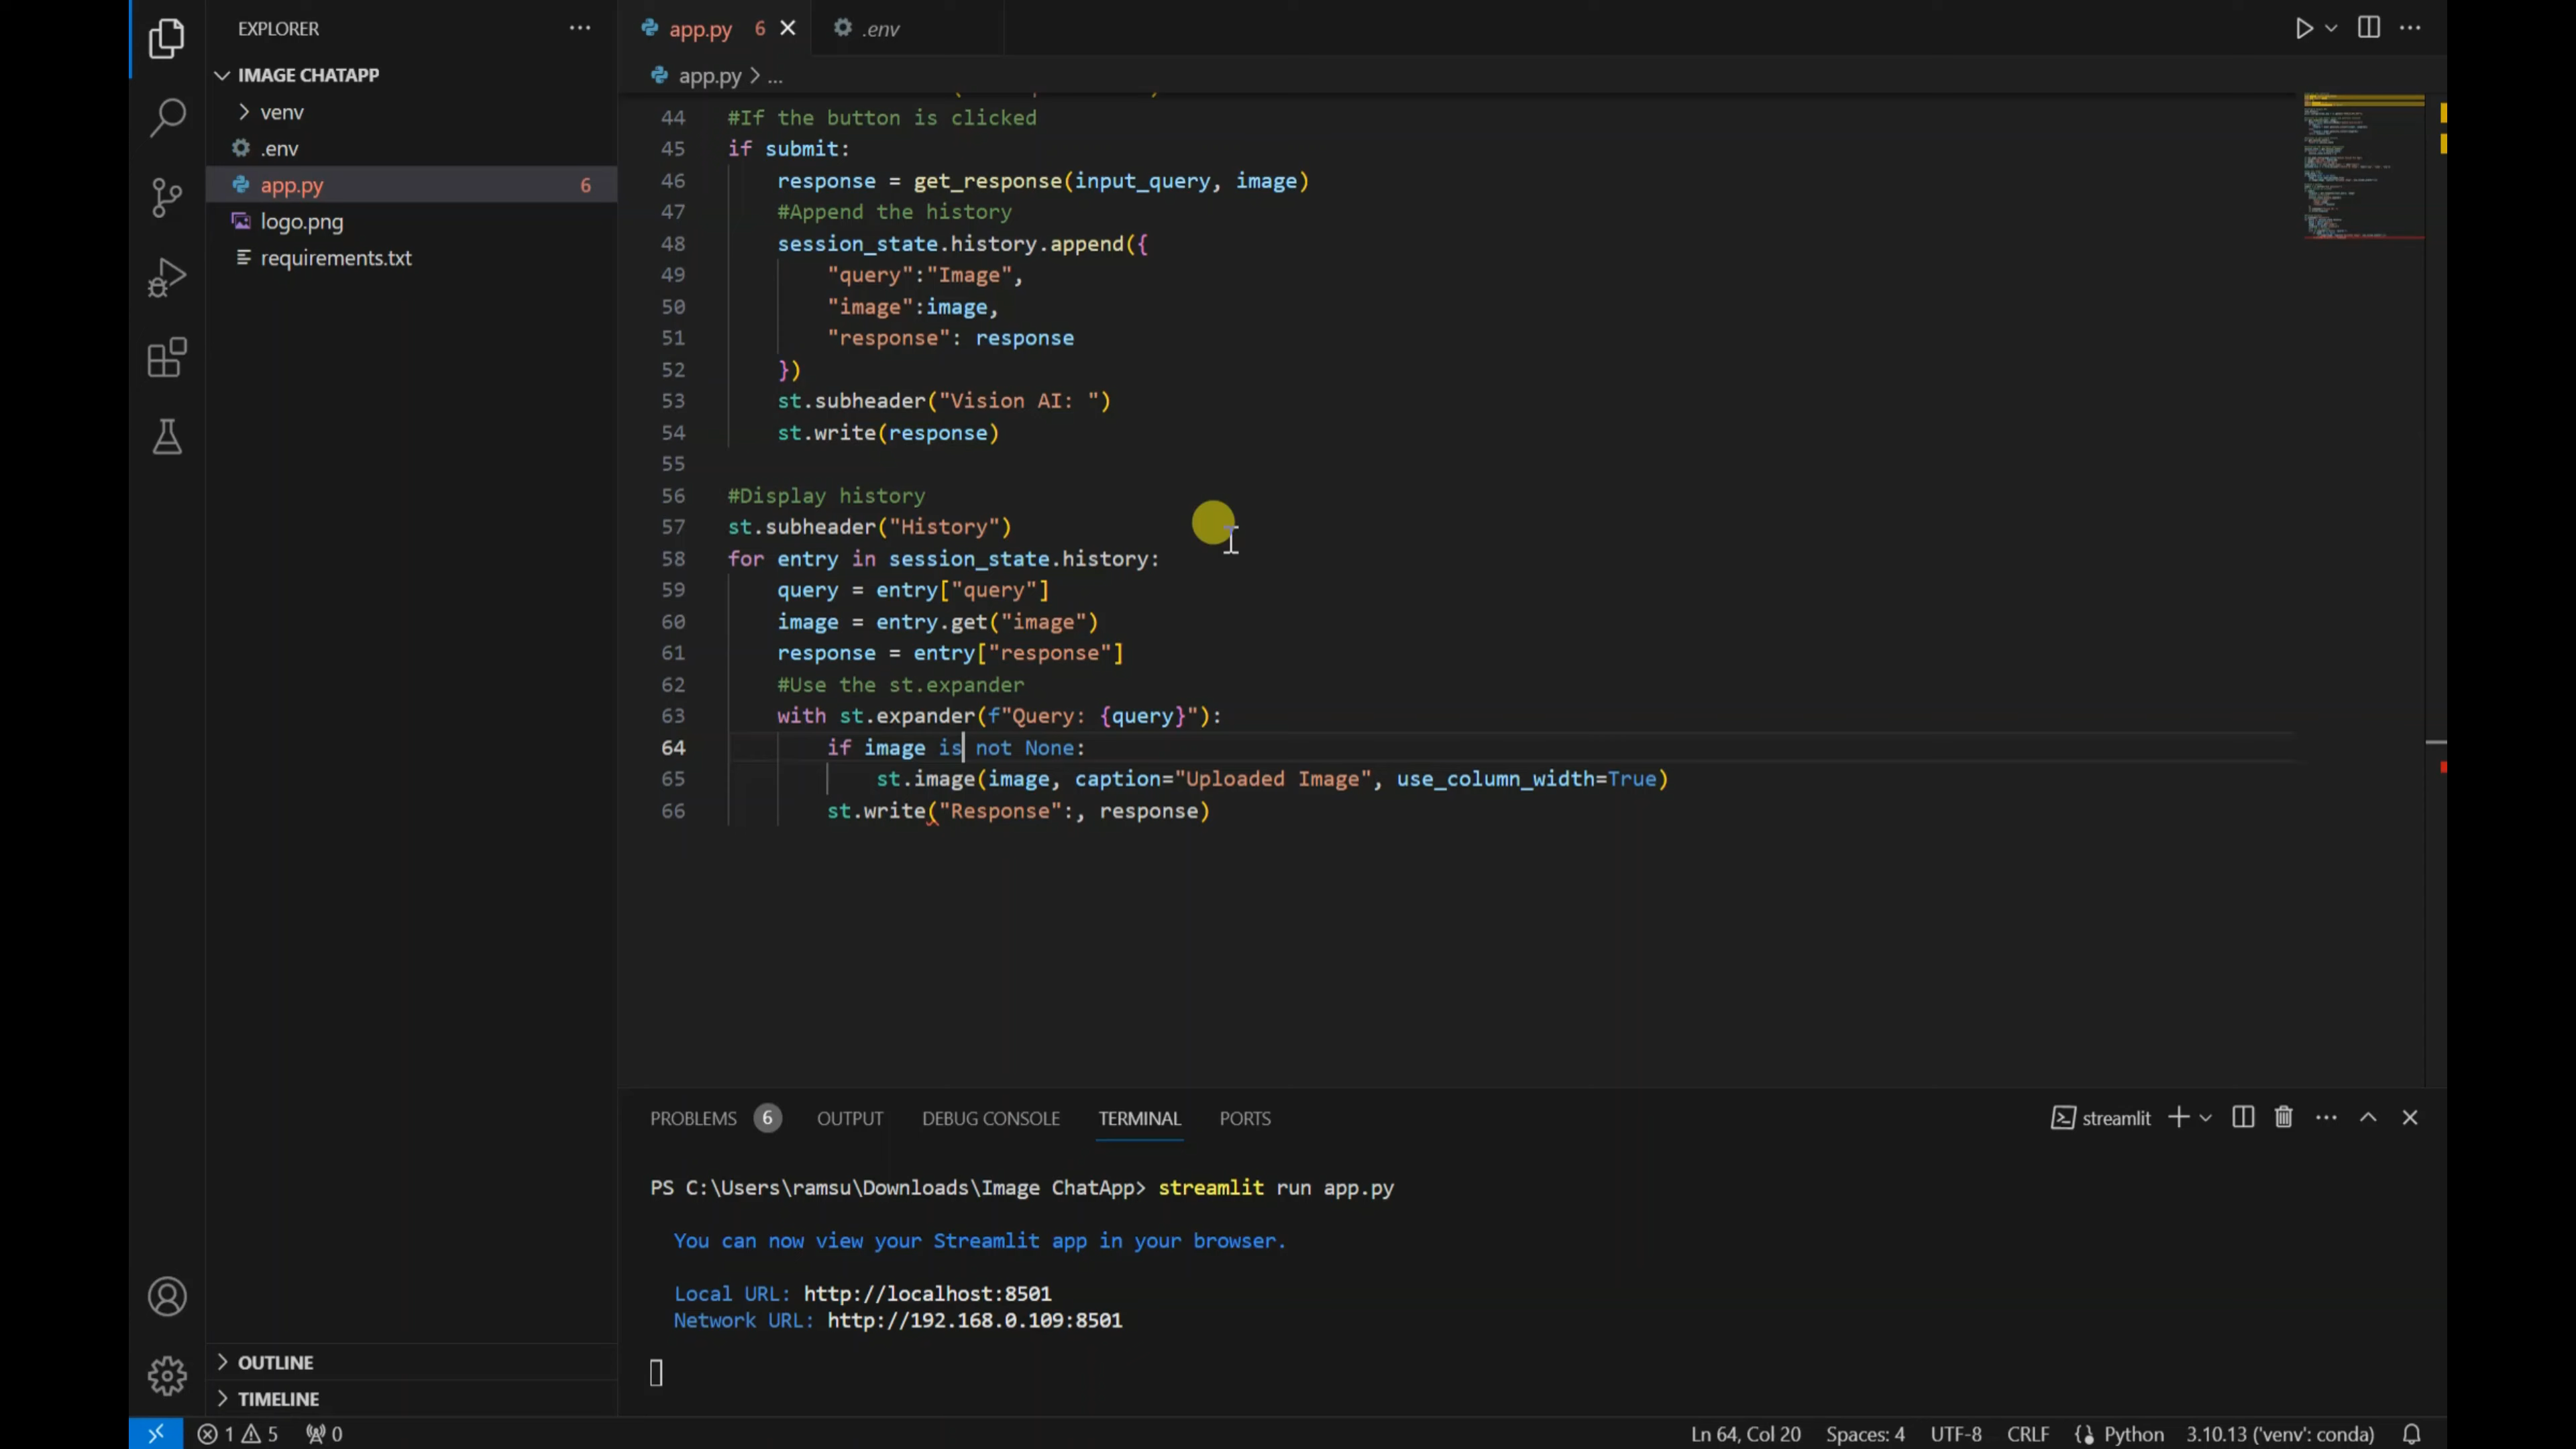 EXPLORER
IMAGE CHATAPP
venv
.env
app.py 6
logo.png
requirements.txt
OUTLINE
TIMELINE
app.py 6
.env
app.py > ...
44 #If the button is clicked
45 if submit:
46 response = get_response(input_query, image)
47 #Append the history
48 session_state.history.append({
49 "query":"Image",
50 "image":image,
51 "response": response
52 })
53 st.subheader("Vision AI: ")
54 st.write(response)
55
56 #Display history
57 st.subheader("History")
58 for entry in session_state.history:
59 query = entry["query"]
60 image = entry.get("image")
61 response = entry["response"]
62 #Use the st.expander
63 with st.expander(f"Query: {query}"):
64 if image is not None:
65 st.image(image, caption="Uploaded Image", use_column_width=True)
66 st.write("Response":, response)
PROBLEMS 6 OUTPUT DEBUG CONSOLE TERMINAL PORTS
streamlit
PS C:\Users\ramsu\Downloads\Image ChatApp> streamlit run app.py
You can now view your Streamlit app in your browser.
Local URL: http://localhost:8501
Network URL: http://192.168.0.109:8501
1 5 0
Ln 64, Col 20 Spaces: 4 UTF-8 CRLF Python 3.10.13 ('venv': conda)